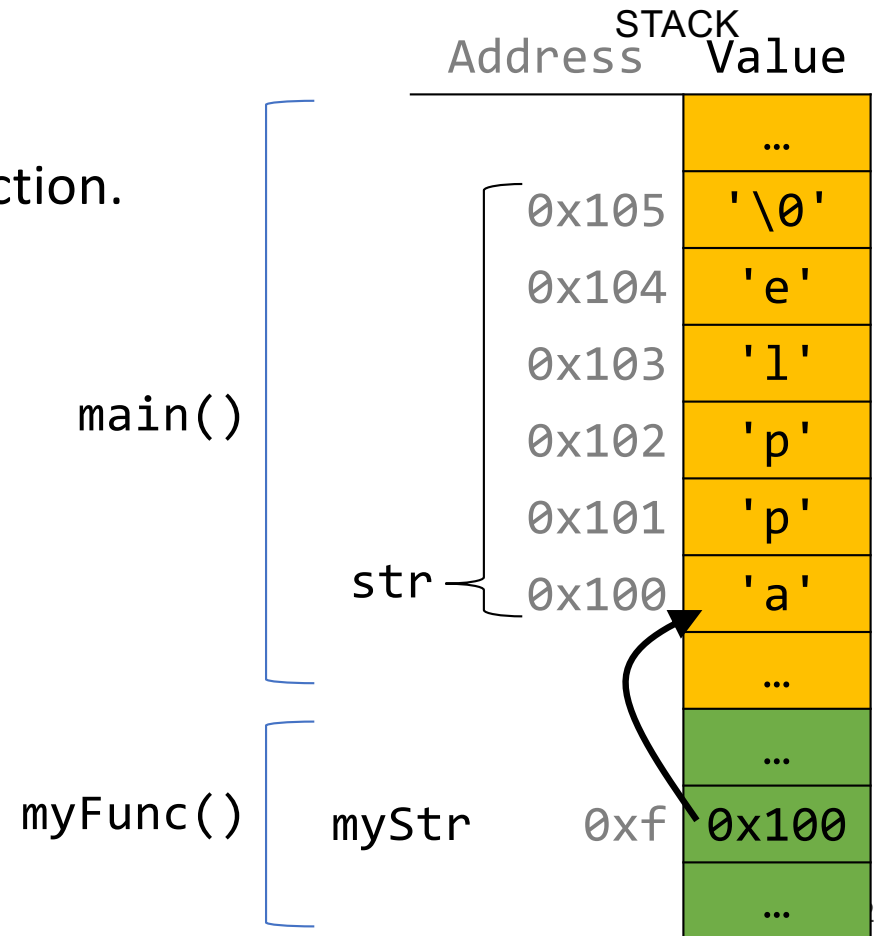 STACK
Address Value
…
ction.
0x105 '\0'
0x104 'e'
0x103 'l'
main()
0x102 'p'
0x101 'p'
str 0x100 'a'
…
…
myFunc() myStr 0xf 0x100
…